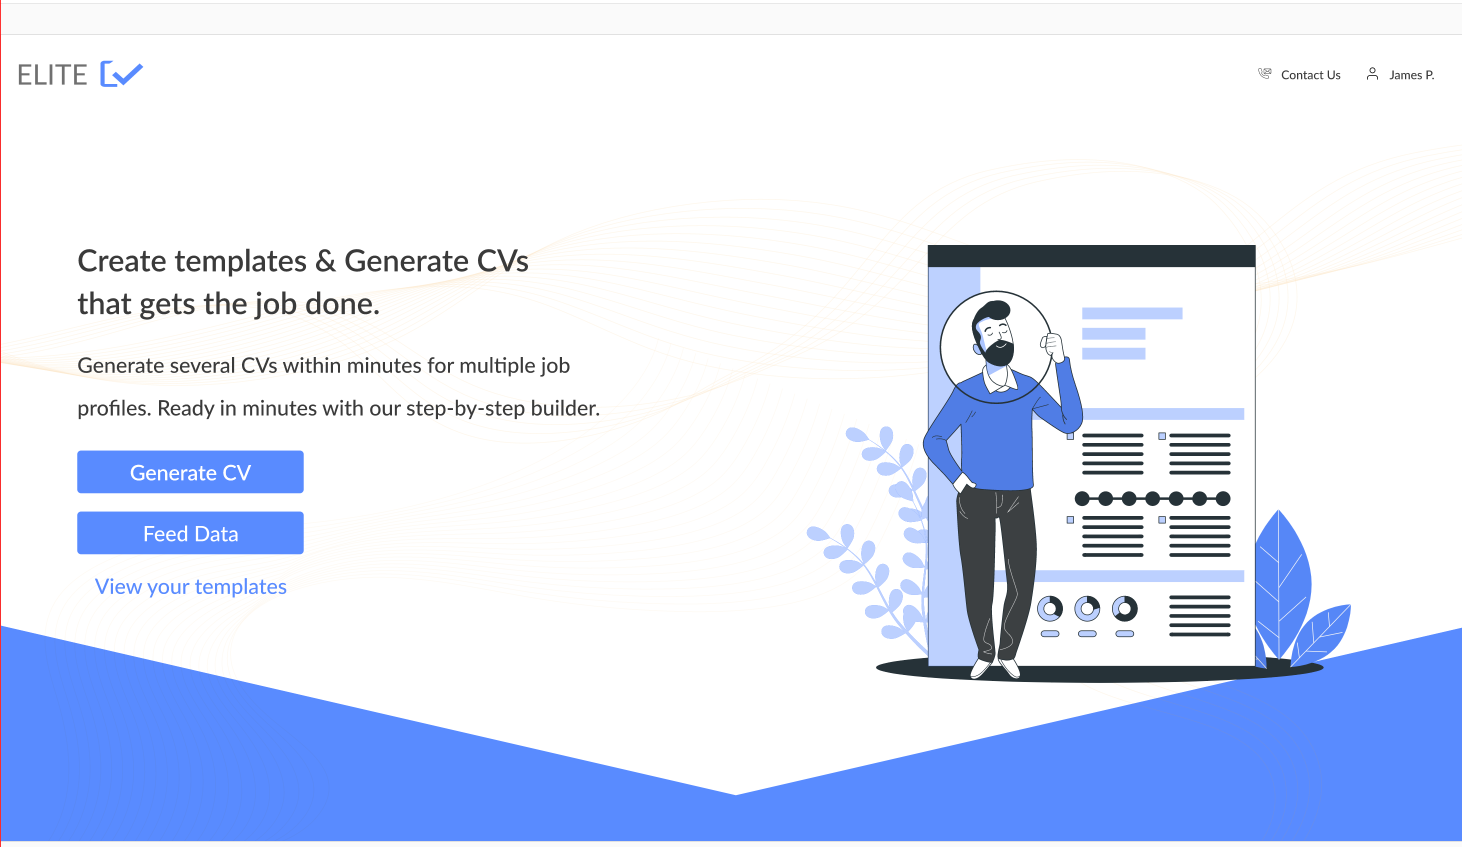 ELITE
Contact Us
James P.
Create templates & Generate CVs
that gets the job done.
Generate several CVs within minutes for multiple job
profiles. Ready in minutes with our step-by-step builder.
Generate CV
Feed Data
View your templates